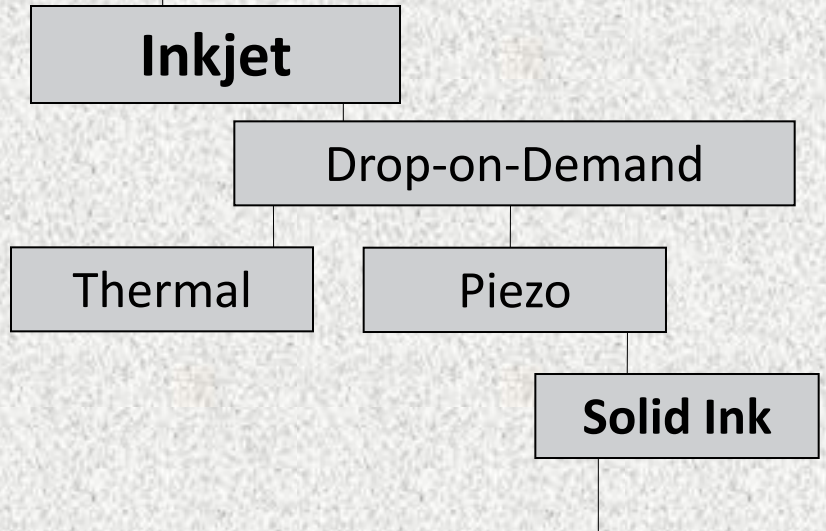 Inkjet
Drop-on-Demand
Thermal
Piezo
Solid Ink